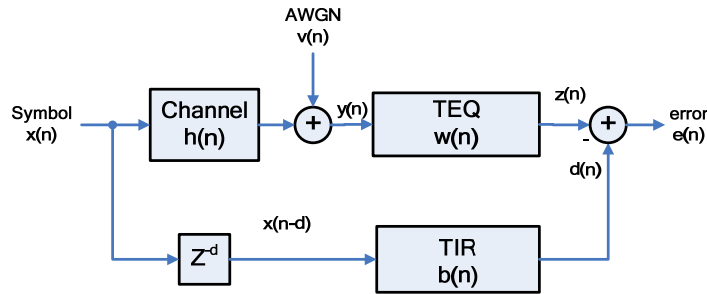 AWGN
v(n)
Symbol
x(n)
Channel
h(n)
+
y(n)
TEQ
w(n)
z(n)
+
-
error
e(n)
d(n)
Z-d
x(n-d)
TIR
b(n)